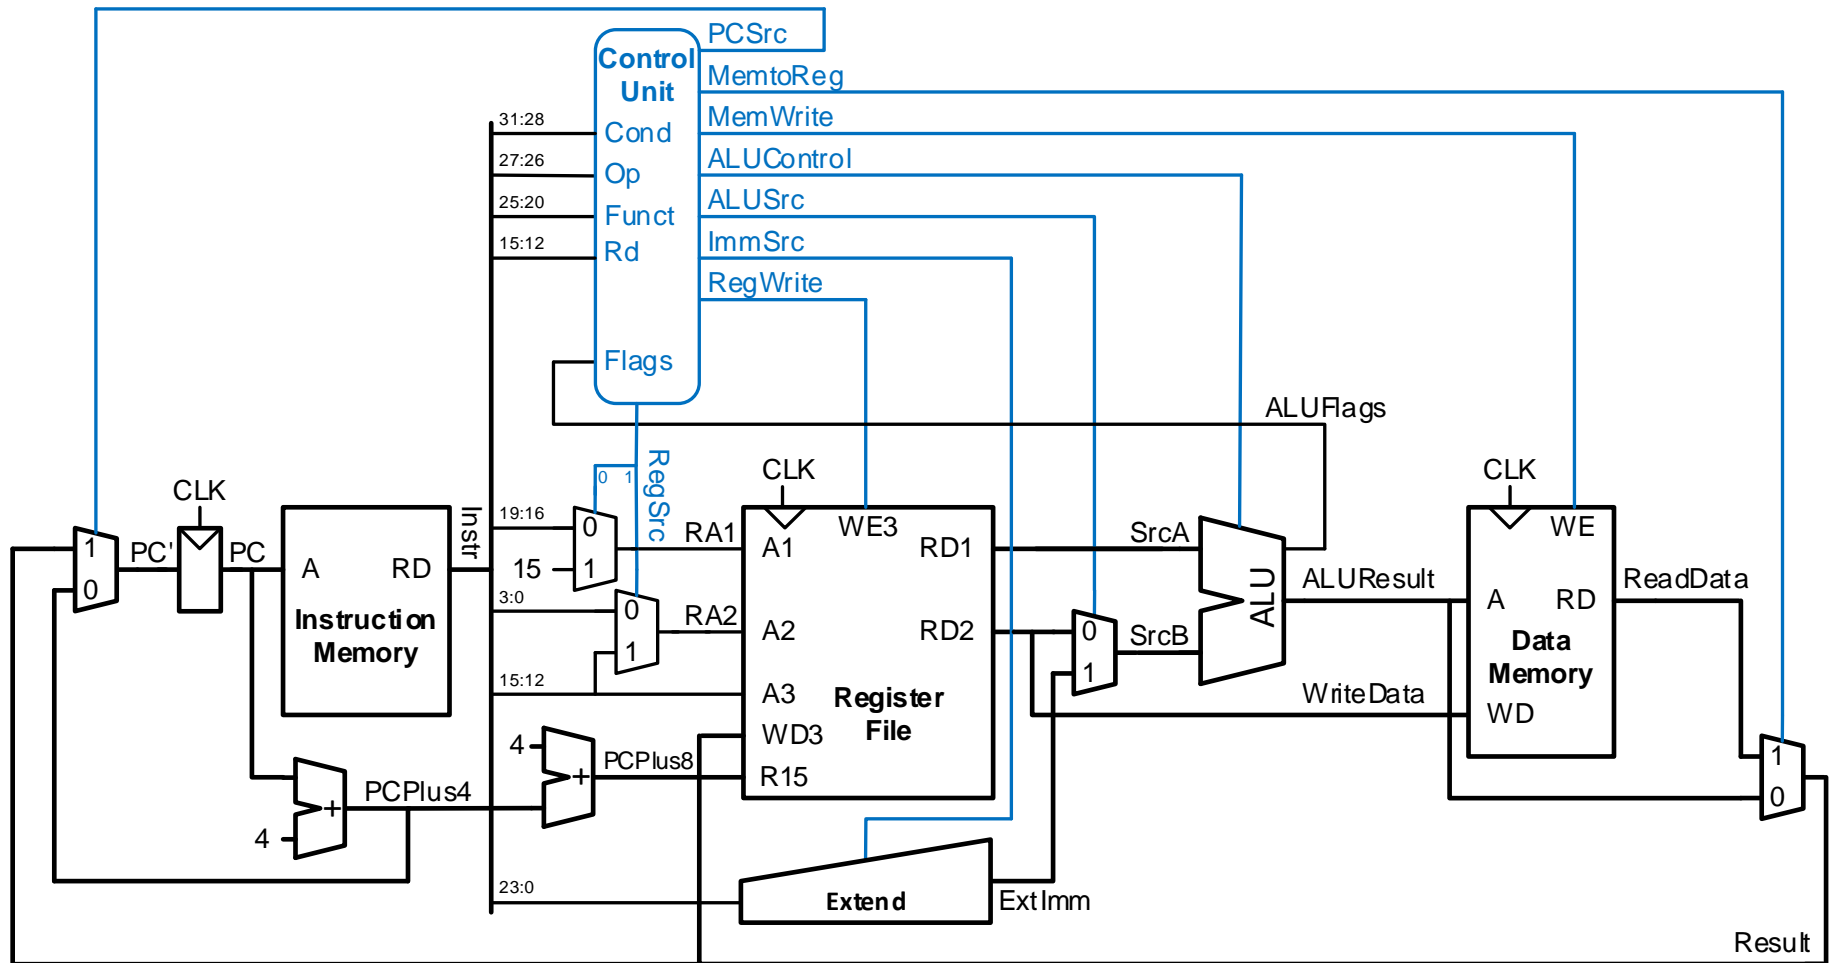 PCSrc
Control
Unit
MemtoReg
MemWrite
ALUControl
ALUSrc
ImmSrc
RegWrite
31:28
Cond
27:26
Op
25:20
Funct
15:12
Rd
Flags
ALUFlags
RegSrc
0 1
CLK
PC'
1
0
PC
A
RD
Instruction
Memory
Instr
19:16
0
15
1
RA1
3:0
0
1
RA2
15:12
CLK
WE3
A1
RD1
A2
RD2
A3
WD3
R15
Register
File
4
+
PCPlus4
4
+
PCPlus8
23:0
Extend
ExtImm
SrcA
0
1
SrcB
ALU
ALUResult
WriteData
CLK
WE
A
RD
Data
Memory
WD
ReadData
1
0
Result